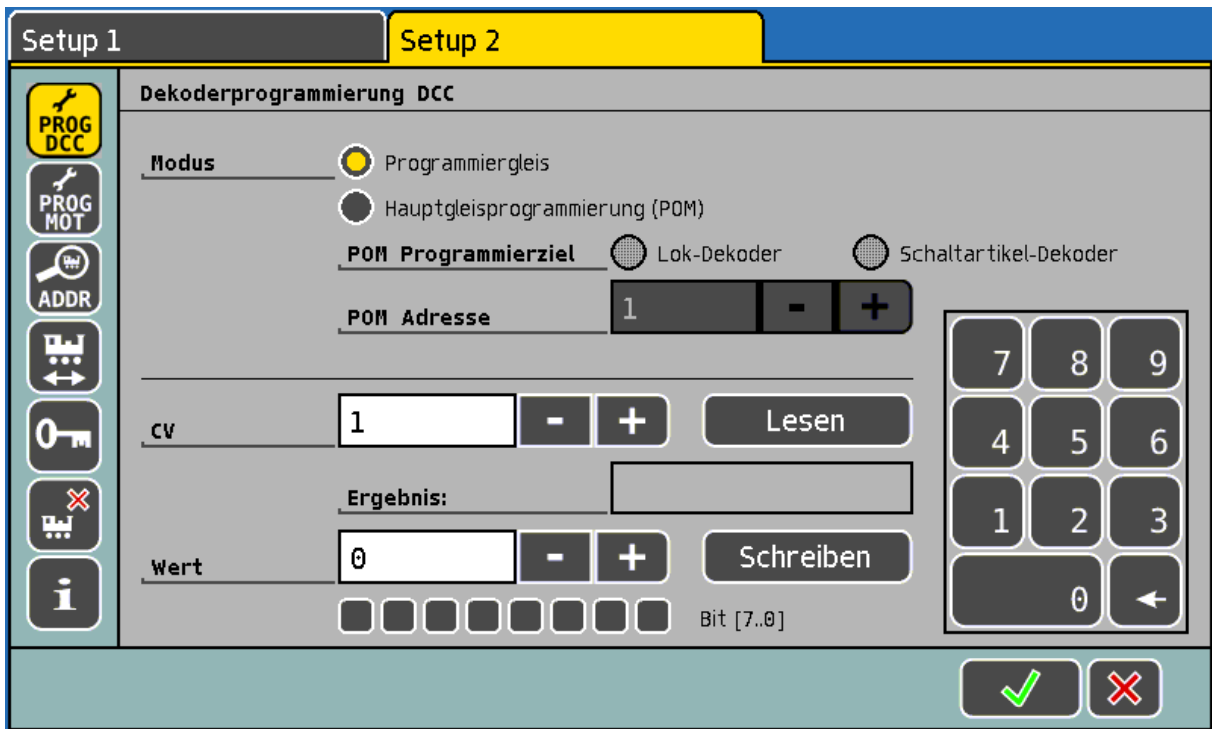 Setup 1
Setup 2
PROG
DCC
PROG
MOT
ADDR
Dekoderprogrammierung DCC
Modus
Programmiergleis
Hauptgleisprogrammierung (POM)
POM Programmierziel
Lok-Dekoder
Schaltartikel-Dekoder
POM Adresse
1
-
+
CV
1
-
+
Lesen
Ergebnis:
Wert
0
-
+
Schreiben
Bit [7..0]
7 8 9
4 5 6
1 2 3
0
i